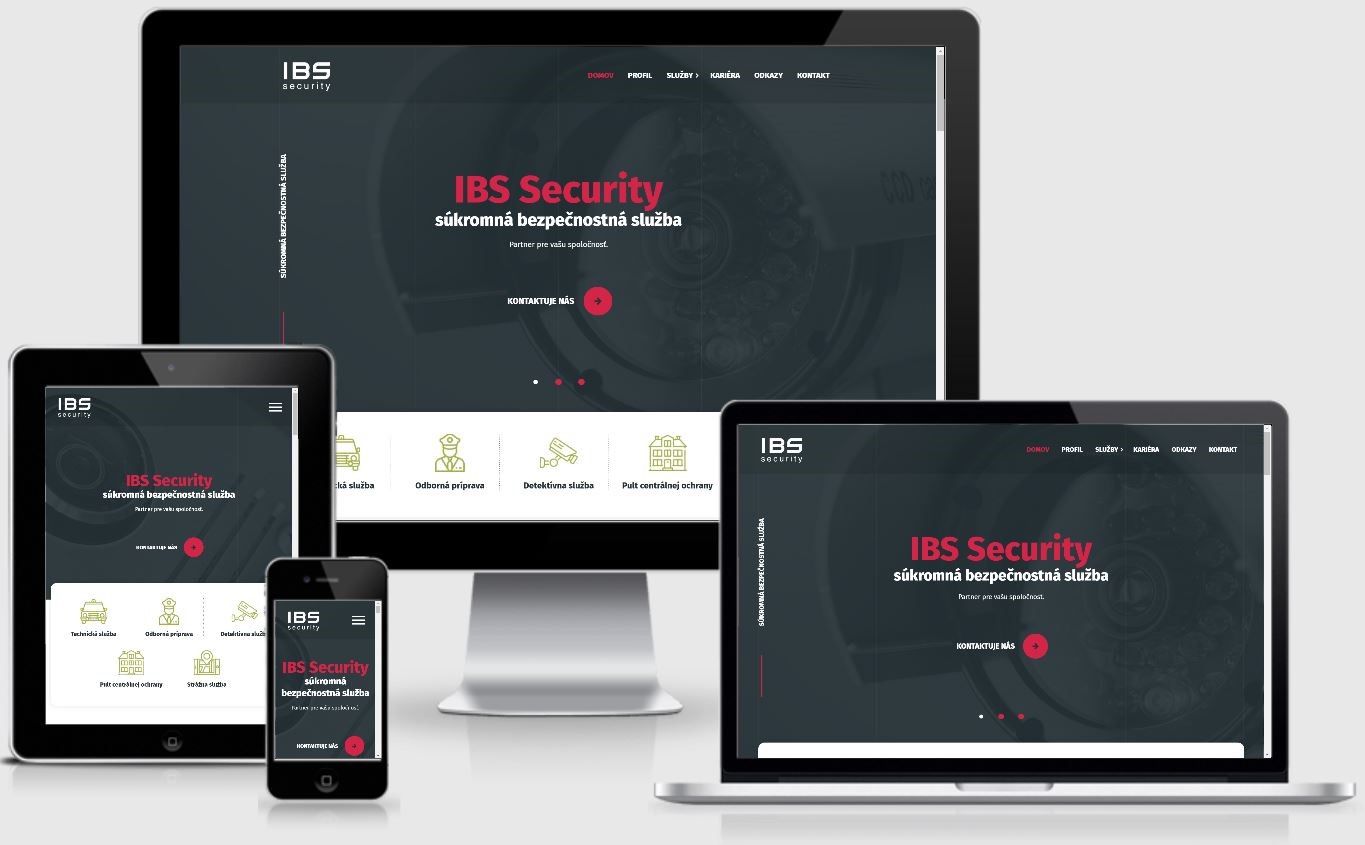 IBS
security
DOMOV PROFIL SLUŽBY › KARIÉRA ODKAZY KONTAKT
SÚKROMNÁ BEZPEČNOSTNÁ SLUŽBA
CCD
IBS Security
súkromná bezpečnostná služba
Partner pre vašu spoločnosť.
KONTAKTUJE NÁS
cká služba
Odborná príprava
Detektívna služba
Pult centrálnej ochrany
IBS
security
IBS Security
súkromná bezpečnostná služba
Partner pre vašu spoločnosť.
KONTAKTUJE NÁS
Technická služba
Odborná príprava
Detektívna služb
Pult centrálnej ochrany
Strážna služba
IBS
security
IBS Security
súkromná
bezpečnostná služba
Partner pre vašu spoločnosť.
KONTAKTUJE NÁS
IBS
security
DOMOV PROFIL SLUŽBY › KARIÉRA ODKAZY KONTAKT
SÚKROMNÁ BEZPEČNOSTNÁ SLUŽBA
IBS Security
súkromná bezpečnostná služba
Partner pre vašu spoločnosť.
KONTAKTUJE NÁS